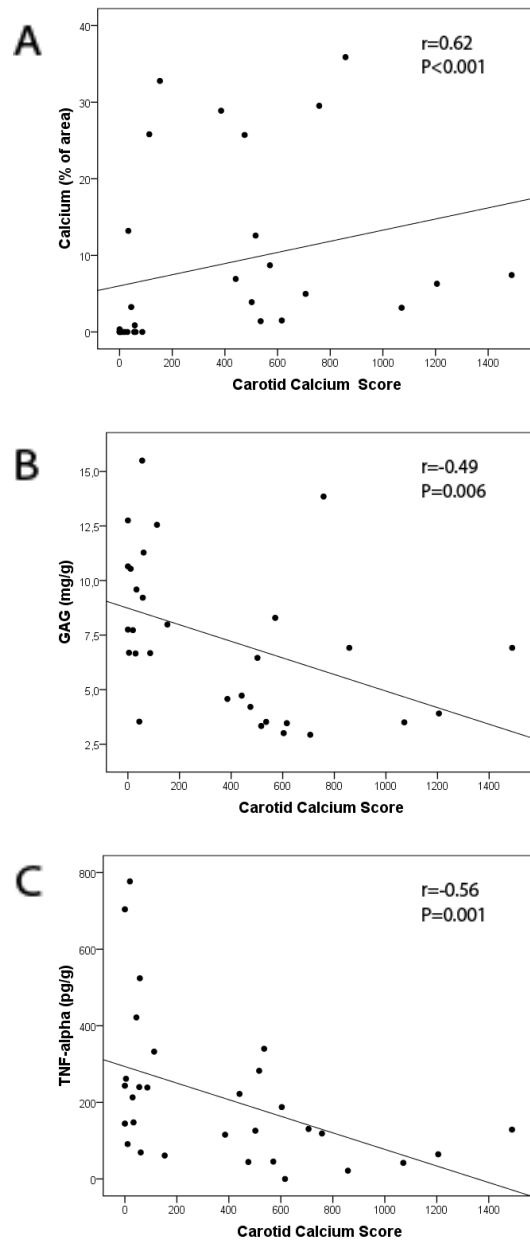 A
r=0.62
P<0.001
Calcium (% of area)
40
30
20
10
0
0 200 400 600 800 1000 1200 1400
Carotid Calcium Score
B
r=-0.49
P=0.006
GAG (mg/g)
15,0
12,5
10,0
7,5
5,0
2,5
0 200 400 600 800 1000 1200 1400
Carotid Calcium Score
C
r=-0.56
P=0.001
TNF-alpha (pg/g)
800
600
400
200
0
0 200 400 600 800 1000 1200 1400
Carotid Calcium Score